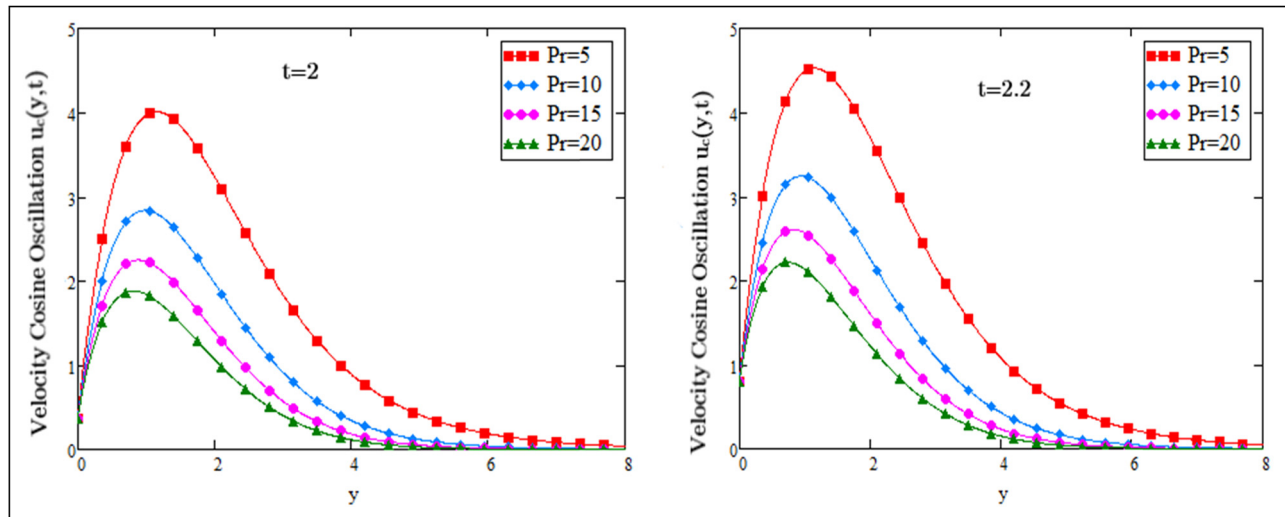 Velocity Cosine Oscillation u_c(y,t)
5
4
3
2
1
0
t=2
Pr=5
Pr=10
Pr=15
Pr=20
0 2 4 6 8
y
Velocity Cosine Oscillation u_c(y,t)
5
4
3
2
1
0
t=2.2
Pr=5
Pr=10
Pr=15
Pr=20
0 2 4 6 8
y